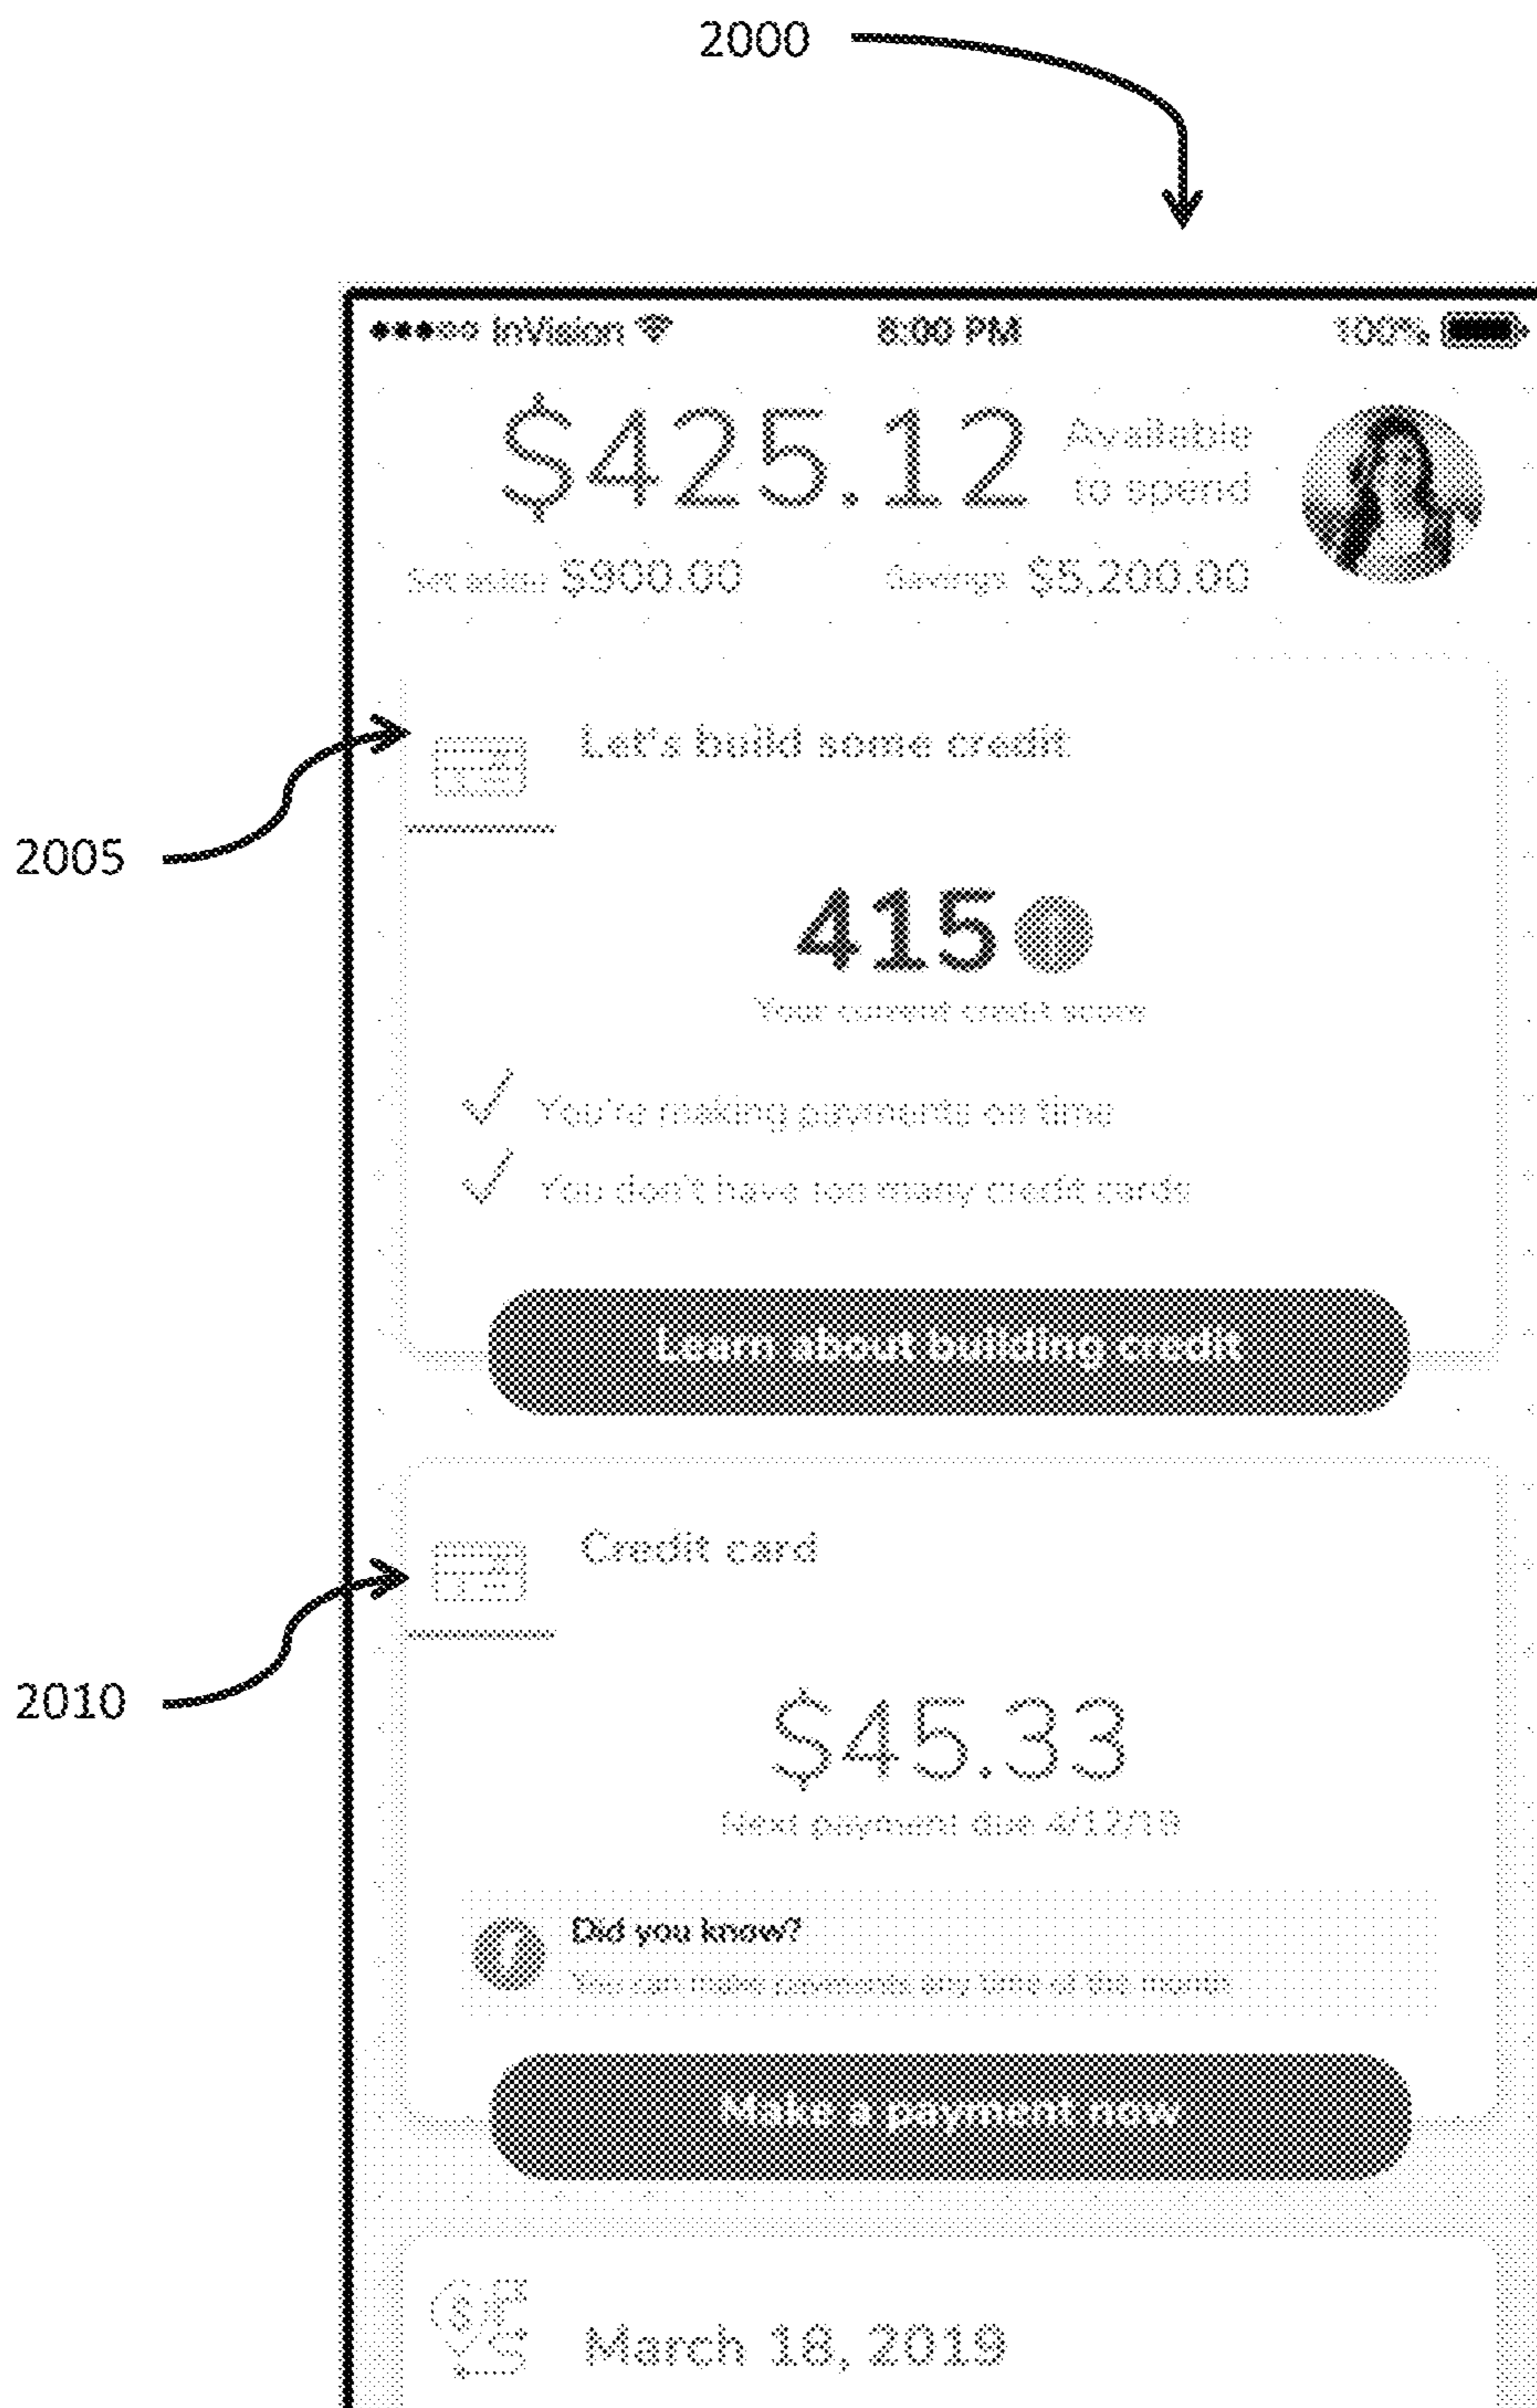 2000
InVision 8:00 PM 100%
$425.12 Available
to spend
Set aside $900.00 Savings $5,200.00
2005
Let's build some credit
415
Your current credit score
You're making payments on time
You don't have too many credit cards
Learn about building credit
2010
Credit card
$45.33
Next payment due 4/12/19
Did you know?
You can make payments any time of the month
Make a payment now
March 18, 2019